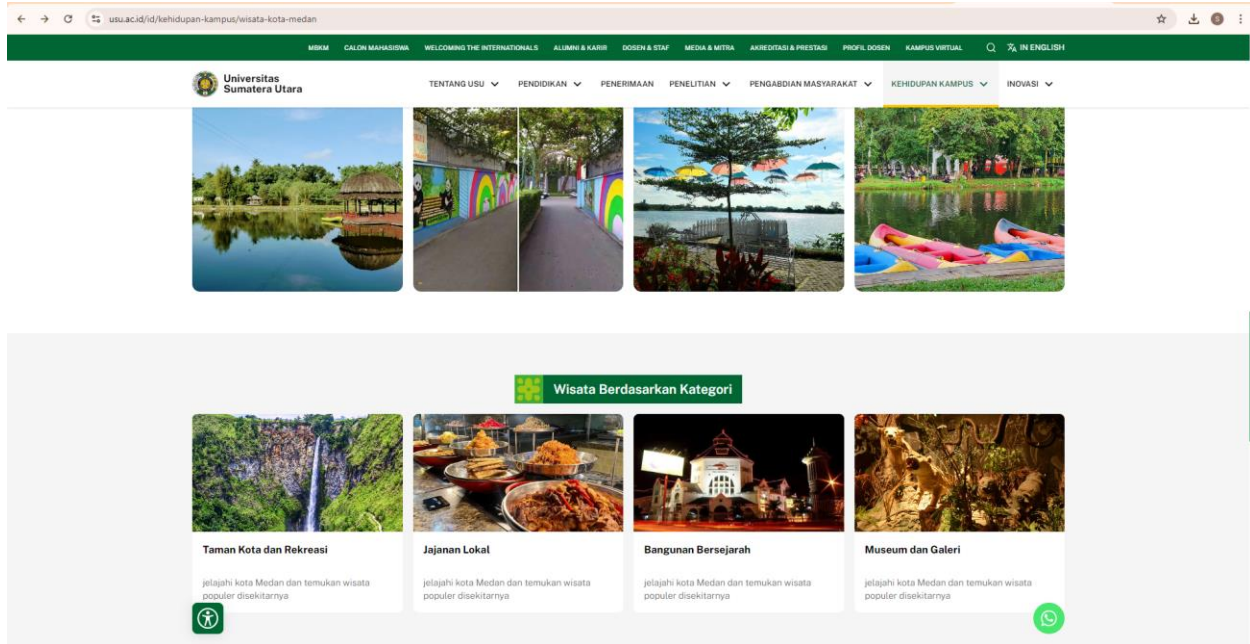 usu.ac.id/id/kehidupan-kampus/wisata-kota-medan
MBKM CALON MAHASISWA WELCOMING THE INTERNATIONALS ALUMNI & KARIR DOSEN & STAF MEDIA & MITRA AKREDITASI & PRESTASI PROFIL DOSEN KAMPUS VIRTUAL IN ENGLISH
Universitas
Sumatera Utara
TENTANG USU PENDIDIKAN PENERIMAAN PENELITIAN PENGABDIAN MASYARAKAT KEHIDUPAN KAMPUS INOVASI
Wisata Berdasarkan Kategori
Taman Kota dan Rekreasi
jelajahi kota Medan dan temukan wisata
populer disekitarnya
Jajanan Lokal
jelajahi kota Medan dan temukan wisata
populer disekitarnya
Bangunan Bersejarah
jelajahi kota Medan dan temukan wisata
populer disekitarnya
Museum dan Galeri
jelajahi kota Medan dan temukan wisata
populer disekitarnya